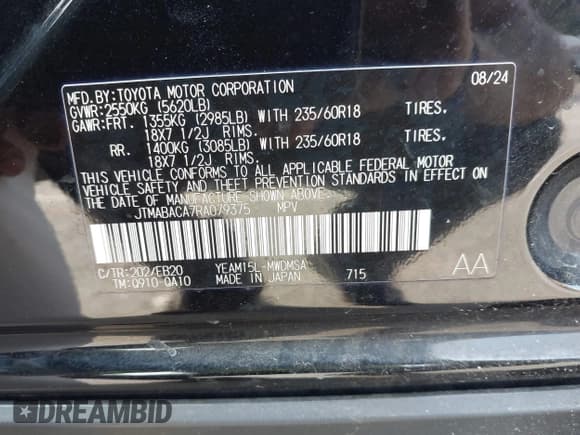 MFD.BY:TOYOTA MOTOR CORPORATION 08/24
GVWR:2550KG (5620LB)
GAWR:FRT. 1355KG (2985LB) WITH 235/60R18 TIRES.
18X7 1/2J RIMS.
RR. 1400KG (3085LB) WITH 235/60R18 TIRES.
18X7 1/2J RIMS.
THIS VEHICLE CONFORMS TO ALL APPLICABLE FEDERAL MOTOR
VEHICLE SAFETY AND THEFT PREVENTION STANDARDS IN EFFECT ON
THE DATE OF MANUFACTURE SHOWN ABOVE.
JTMABACA7RA079375 MPV
C/TR:202/EB20 YEAM15L-MWDMSA AA
TM:Q910-QA10 MADE IN JAPAN 715
DREAMBID